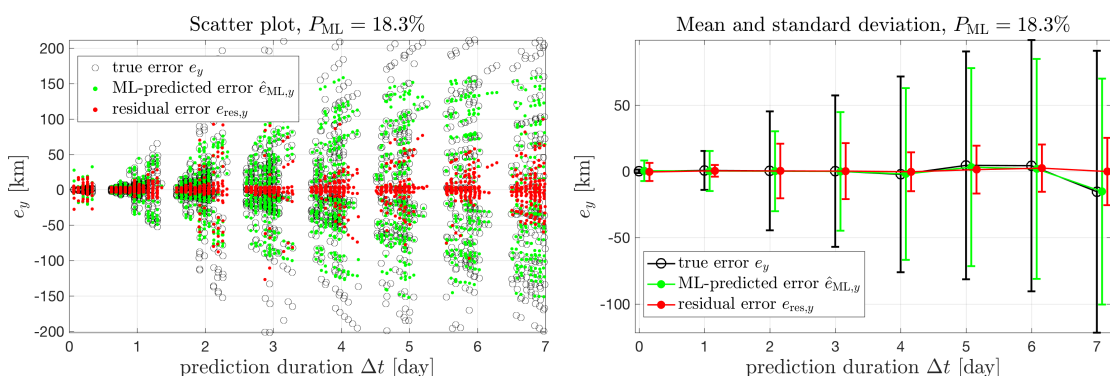 Scatter plot, P_ML = 18.3%
true error e_y
ML-predicted error ê_ML,y
residual error e_res,y
200
150
100
50
0
-50
-100
-150
-200
e_y [km]
0 1 2 3 4 5 6 7
prediction duration Δt [day]
Mean and standard deviation, P_ML = 18.3%
50
0
-50
-100
e_y [km]
true error e_y
ML-predicted error ê_ML,y
residual error e_res,y
0 1 2 3 4 5 6 7
prediction duration Δt [day]